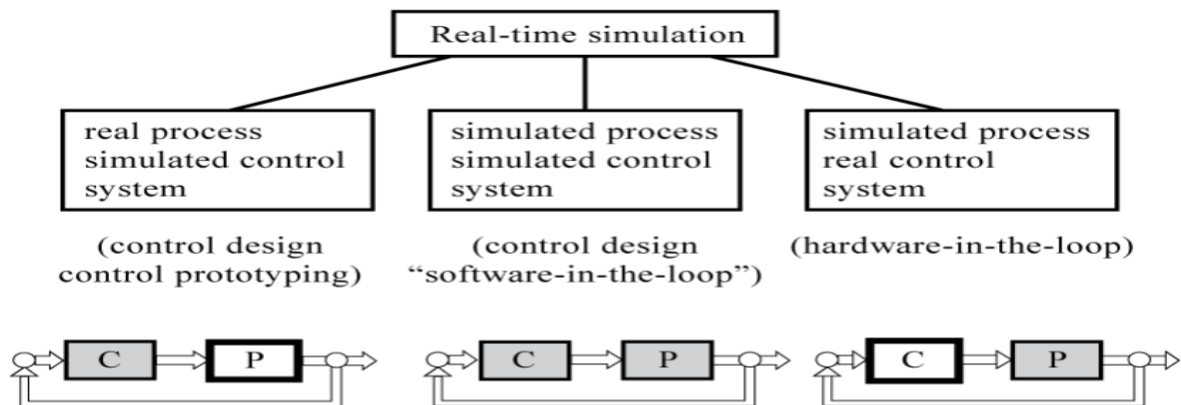 Real-time simulation
real process
simulated control
system
simulated process
simulated control
system
simulated process
real control
system
(control design
control prototyping)
(control design
“software-in-the-loop”)
(hardware-in-the-loop)
C
P
C
P
C
P